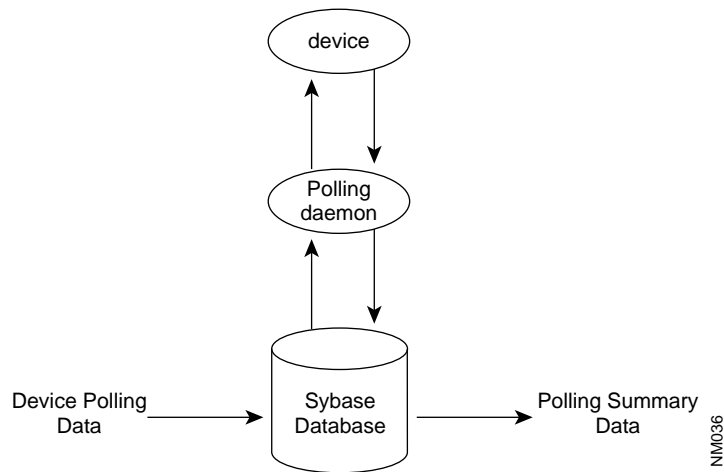 device
Polling
daemon
Device Polling
Data
Sybase
Database
Polling Summary
Data
NM036